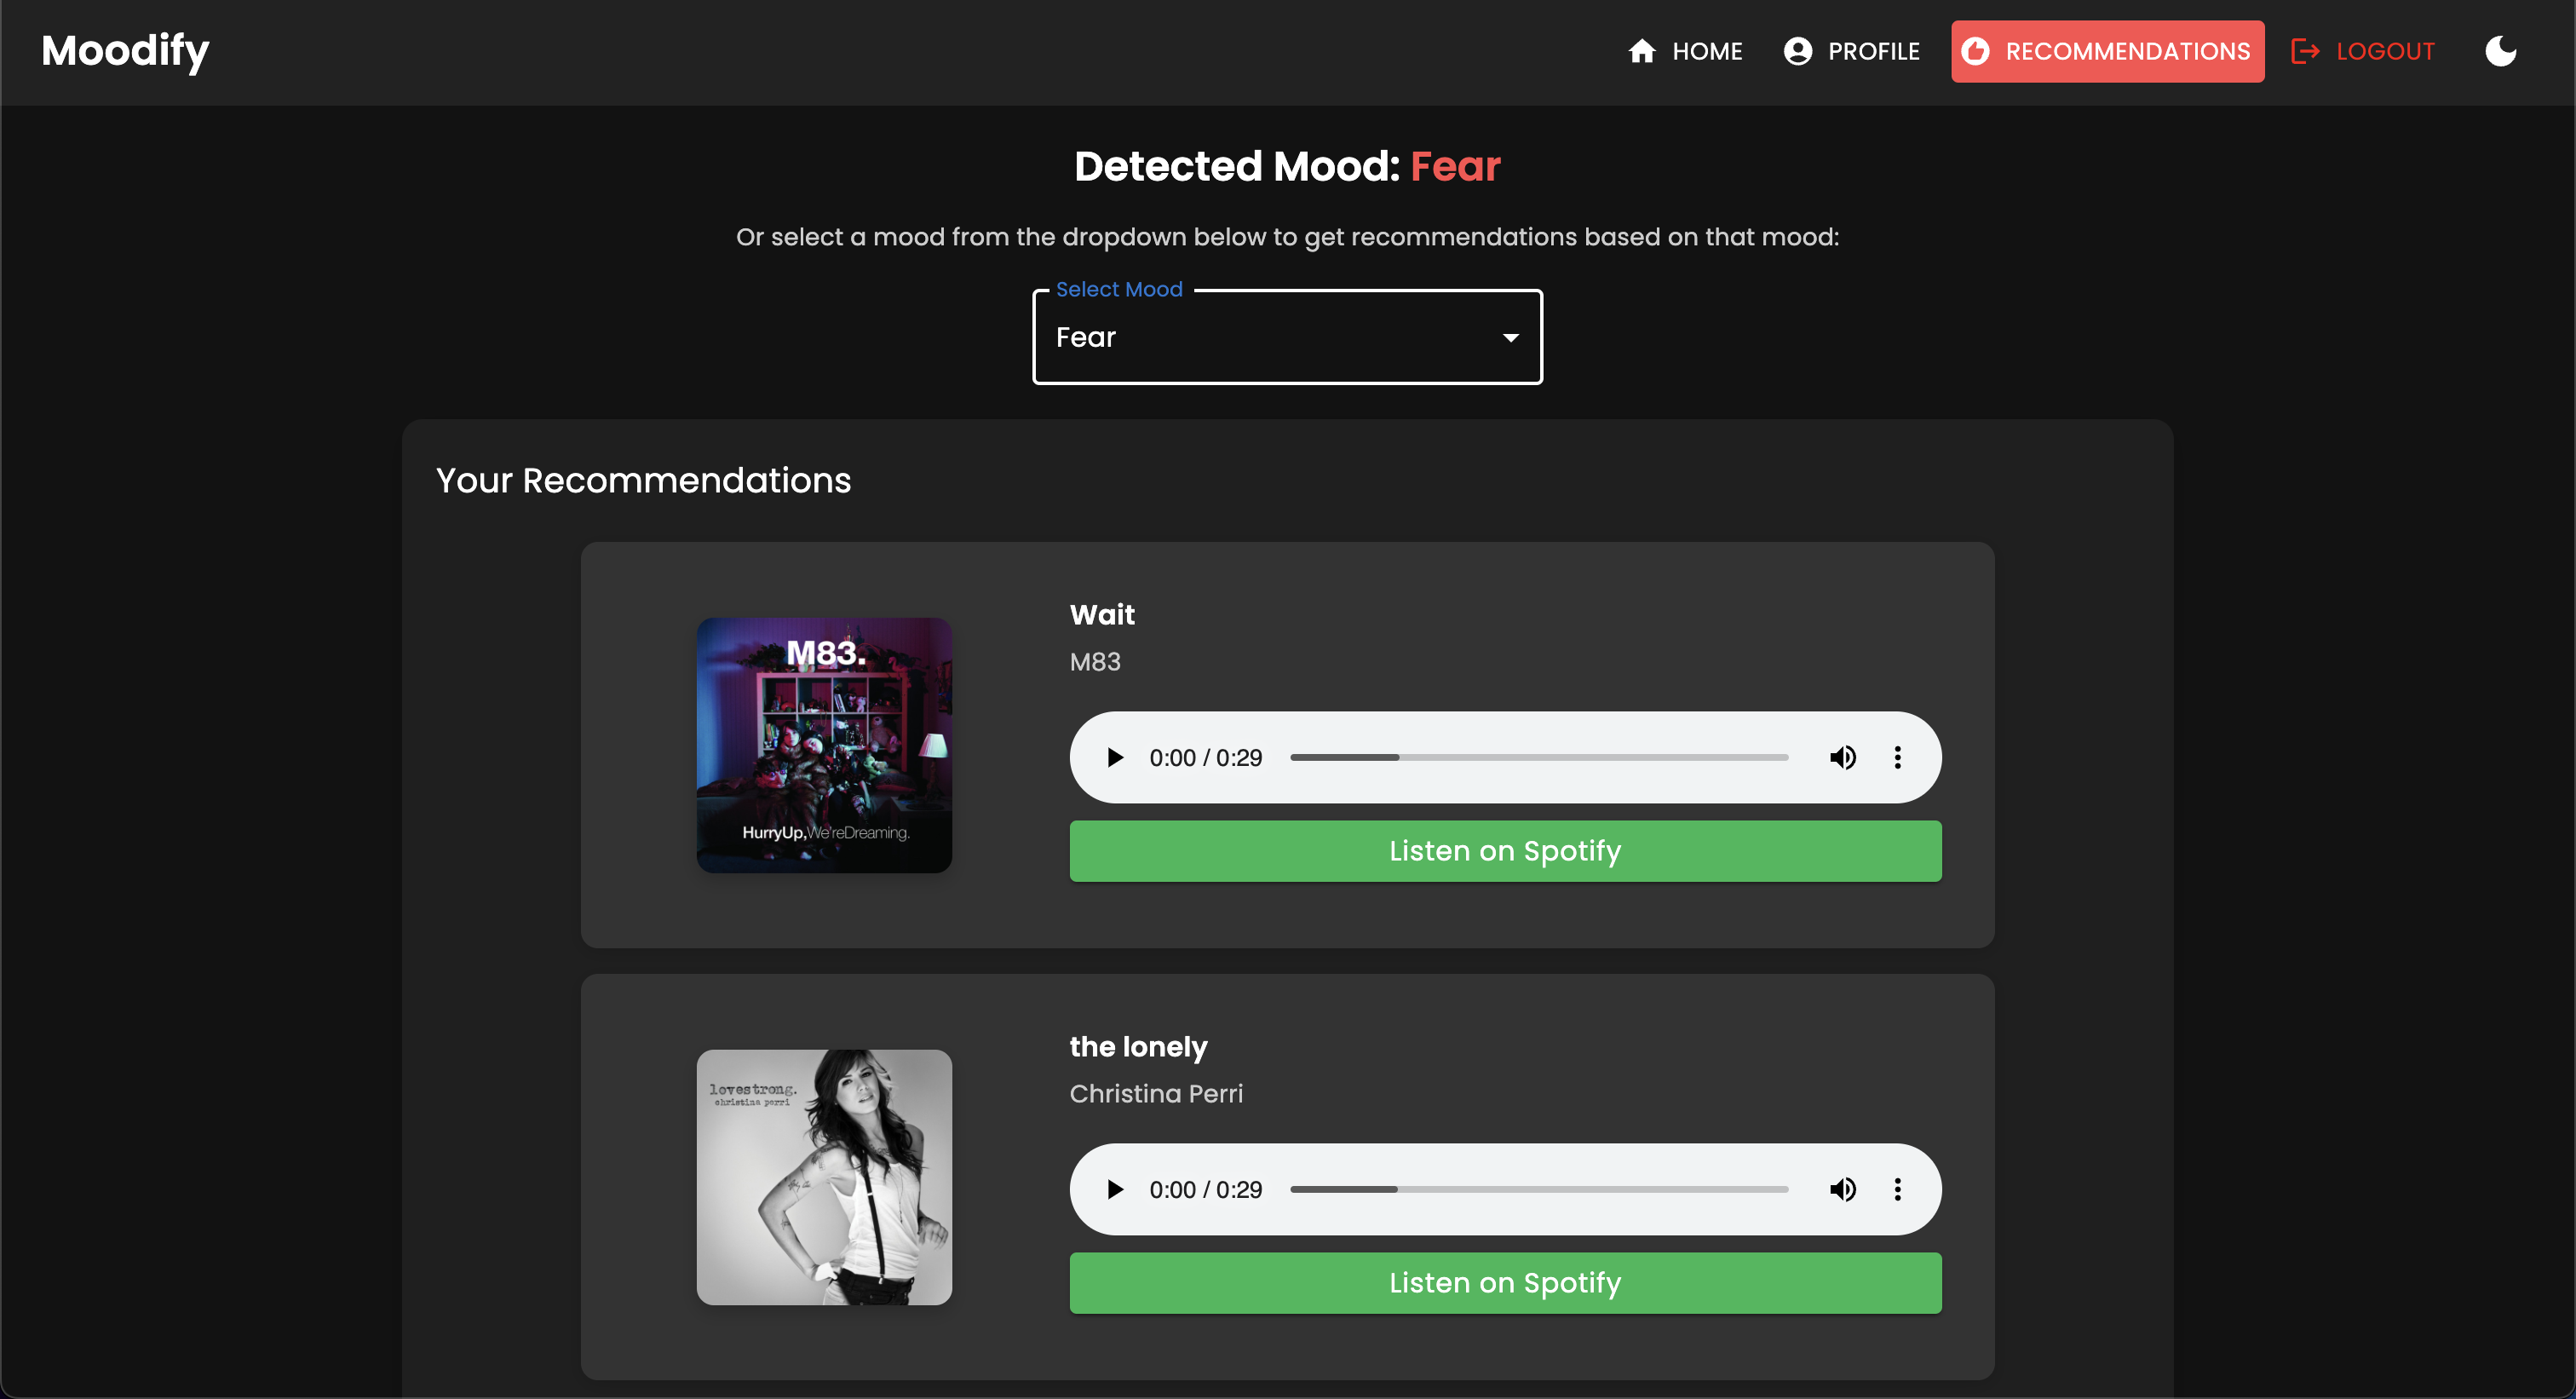 Moodify
HOME
PROFILE
RECOMMENDATIONS
LOGOUT
Detected Mood: Fear
Or select a mood from the dropdown below to get recommendations based on that mood:
Select Mood
Fear
Your Recommendations
M83.
HurryUp,We'reDreaming.
Wait
M83
0:00 / 0:29
Listen on Spotify
lovestrong.
christina perri
the lonely
Christina Perri
0:00 / 0:29
Listen on Spotify